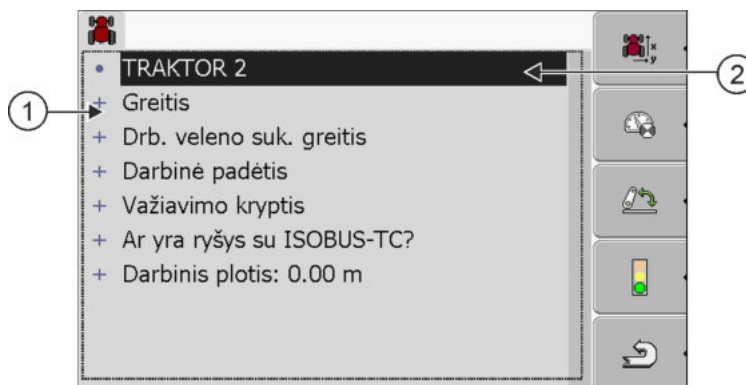 TRAKTOR 2
Greitis
Drb. veleno suk. greitis
Darbinė padėtis
Važiavimo kryptis
Ar yra ryšys su ISOBUS-TC?
Darbinis plotis: 0.00 m
1
2
x
y